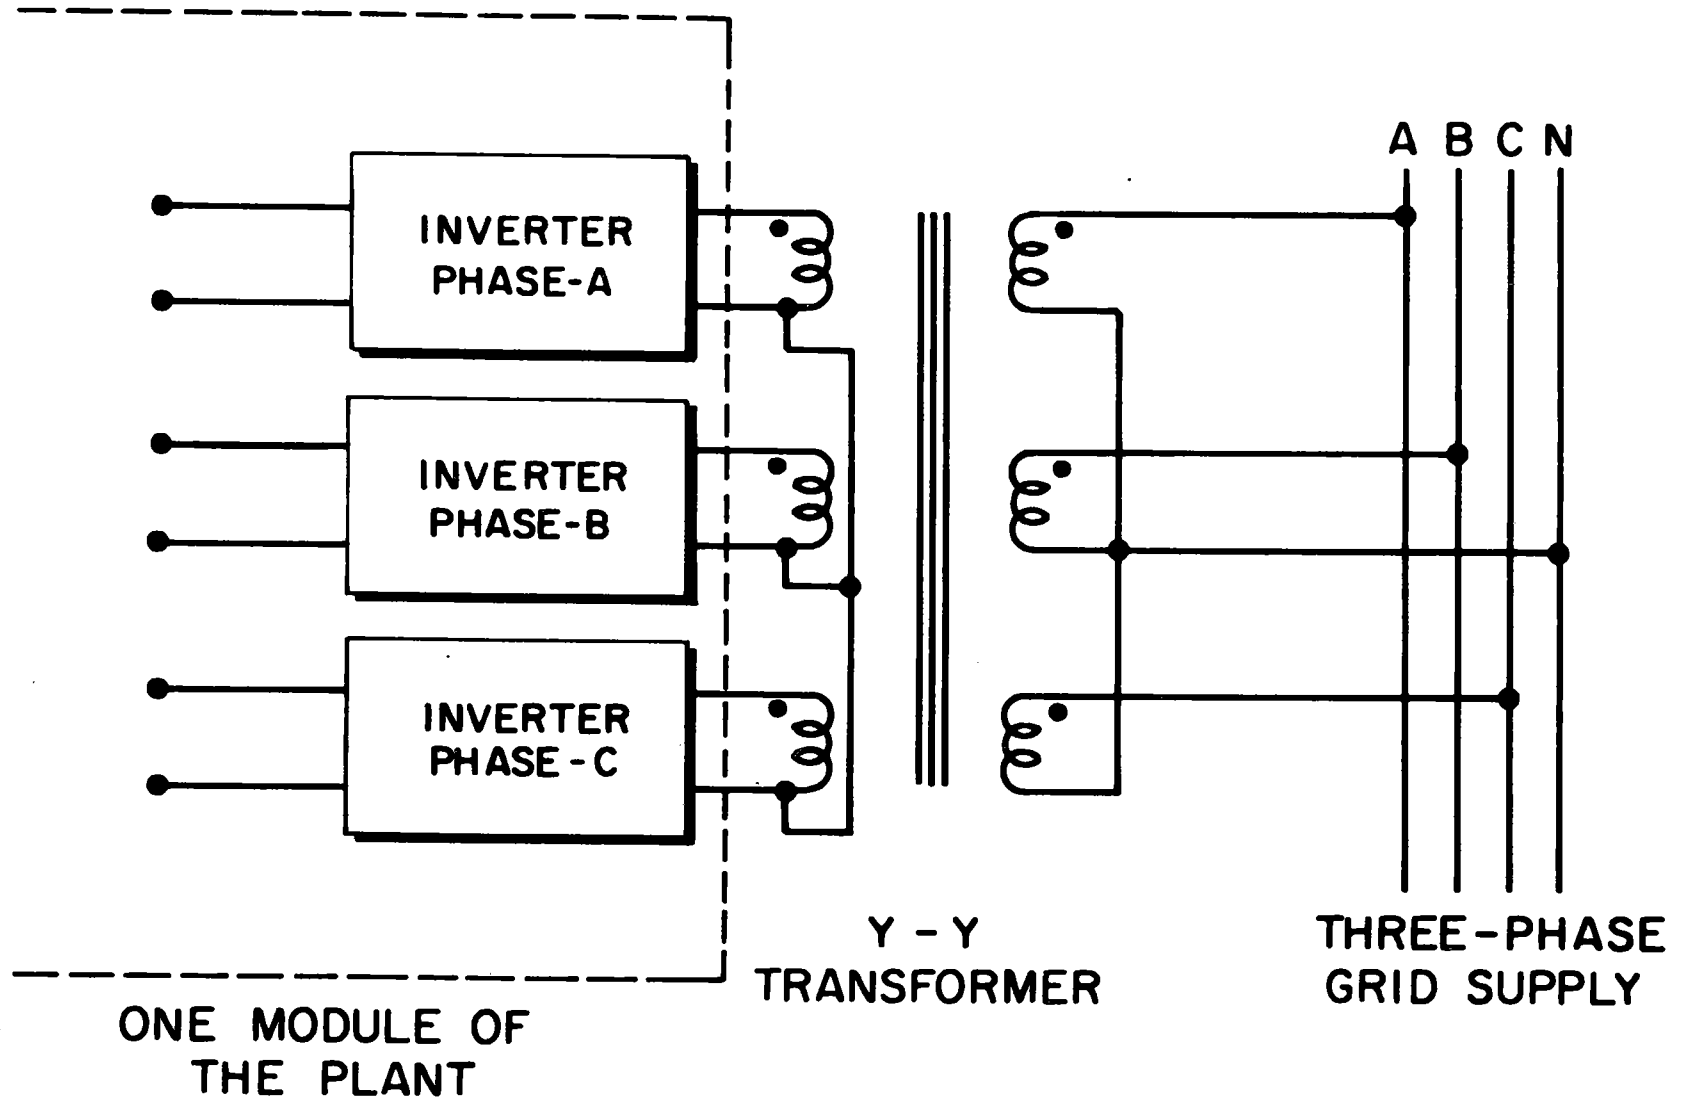 A B C N
INVERTER
PHASE-A
INVERTER
PHASE-B
INVERTER
PHASE-C
Y-Y
TRANSFORMER
THREE-PHASE
GRID SUPPLY
ONE MODULE OF
THE PLANT